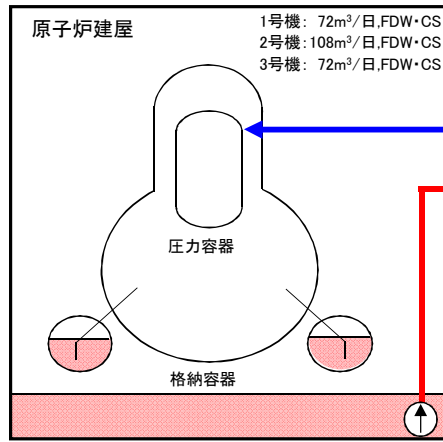 原子炉建屋
1号機: 72m³/日,FDW・CS
2号機:108m³/日,FDW・CS
3号機: 72m³/日,FDW・CS
圧力容器
格納容器